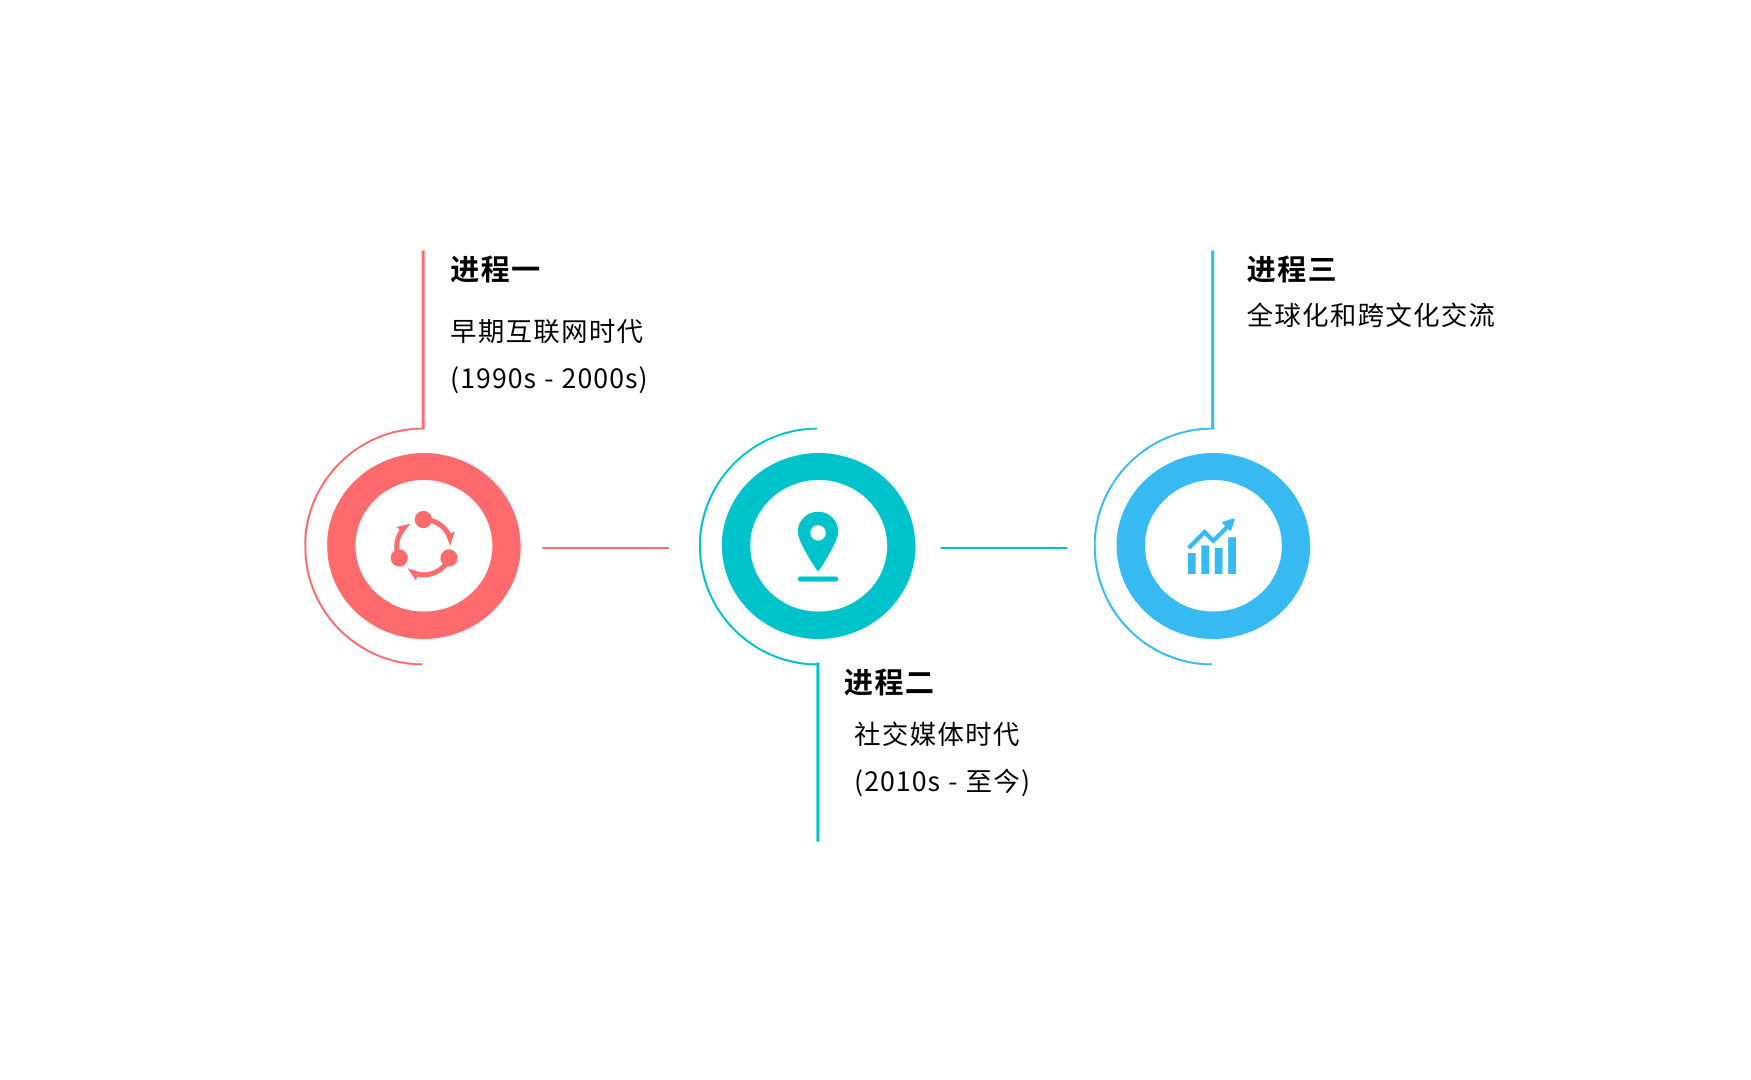 进程一
早期互联网时代
(1990s - 2000s)
进程二
社交媒体时代
(2010s - 至今)
进程三
全球化和跨文化交流